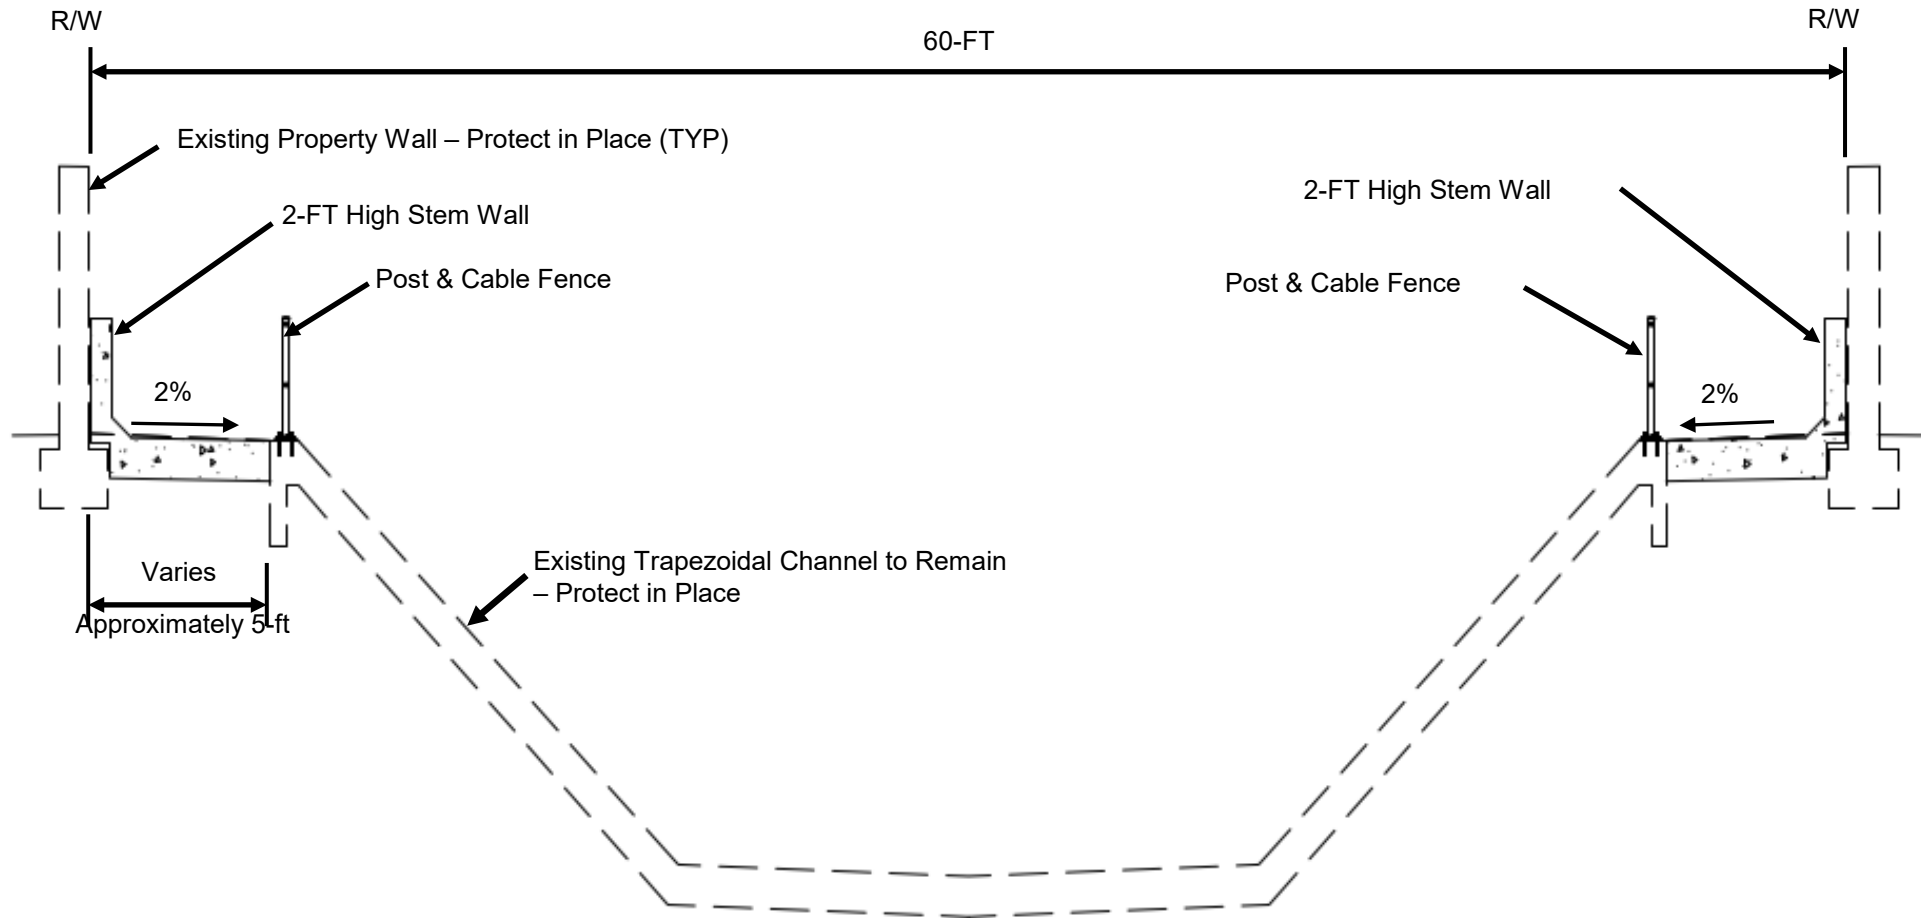 R/W
R/W
60-FT
Existing Property Wall – Protect in Place (TYP)
2-FT High Stem Wall
2-FT High Stem Wall
Post & Cable Fence
Post & Cable Fence
2%
2%
Existing Trapezoidal Channel to Remain
– Protect in Place
Varies
Approximately 5-ft